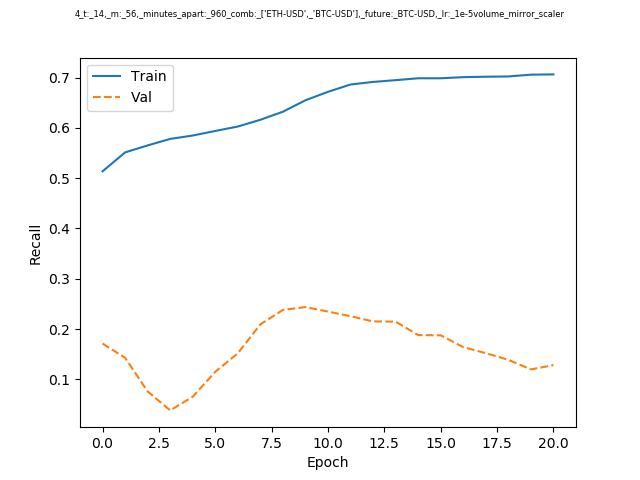 4_t:_14,_m:_56,_minutes_apart:_960_comb:_['ETH-USD',_'BTC-USD'],_future:_BTC-USD,_lr:_1e-5volume_mirror_scaler
Train
Val
0.7
0.6
0.5
0.4
0.3
0.2
0.1
Recall
0.0 2.5 5.0 7.5 10.0 12.5 15.0 17.5 20.0
Epoch